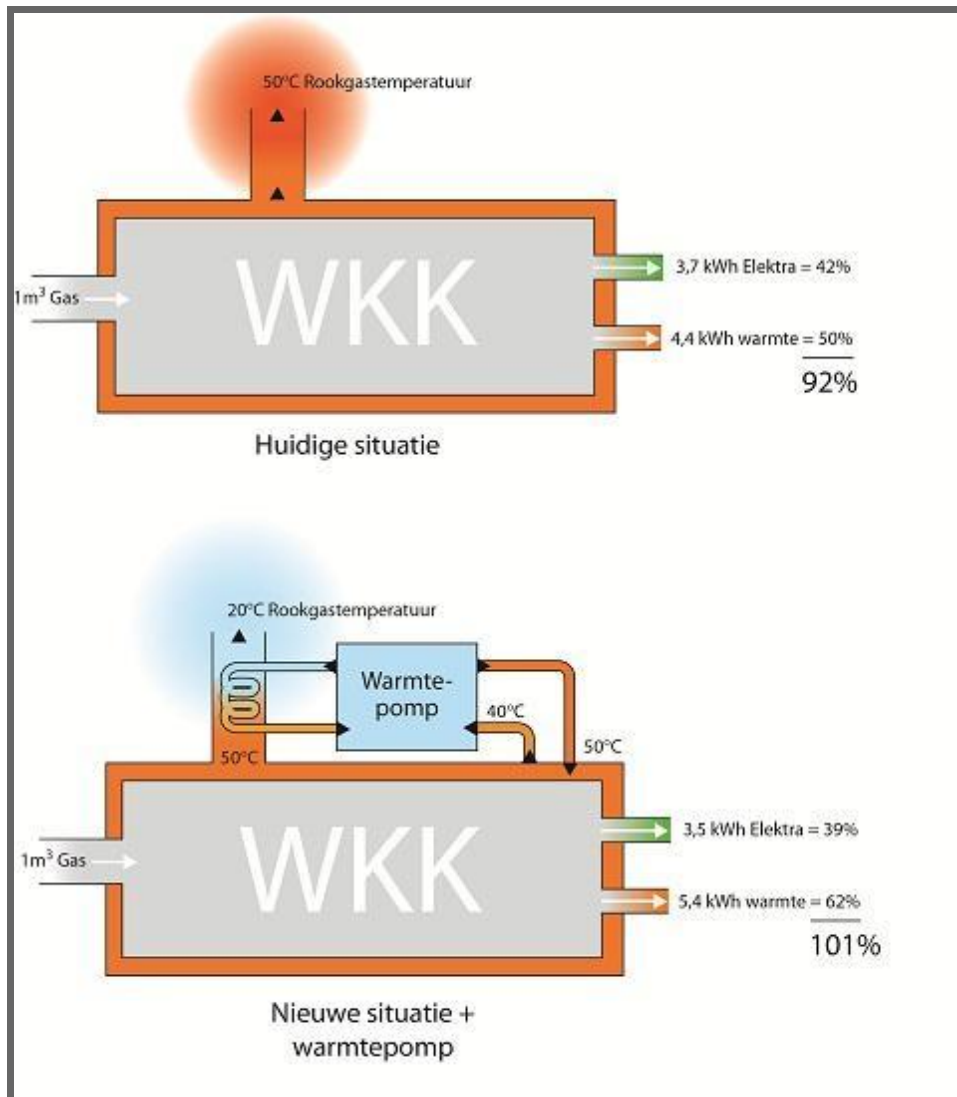 50°C Rookgastemperatuur
WKK
1m³ Gas
3,7 kWh Elektra = 42%
4,4 kWh warmte = 50%
92%
Huidige situatie
20°C Rookgastemperatuur
Warmte-
pomp
40°C
50°C
50°C
WKK
1m³ Gas
3,5 kWh Elektra = 39%
5,4 kWh warmte = 62%
101%
Nieuwe situatie +
warmtepomp